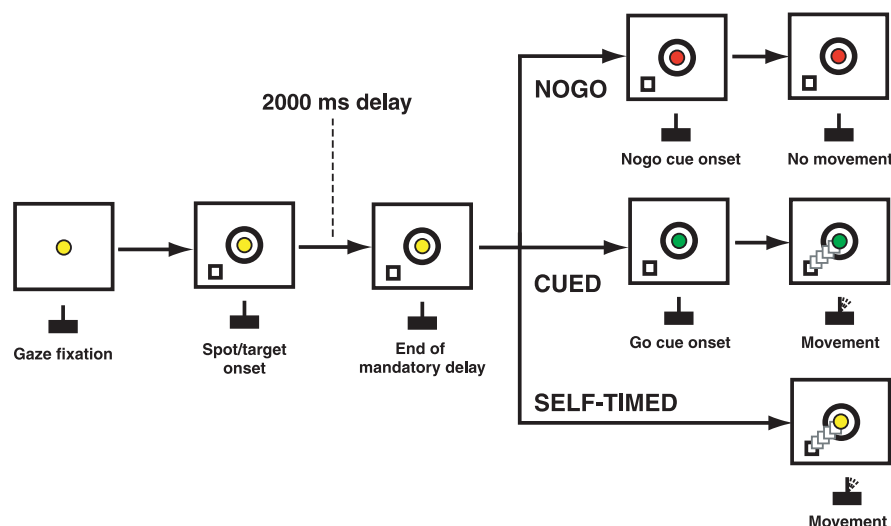 NOGO
Nogo cue onset
No movement
2000 ms delay
Gaze fixation
Spot/target
onset
End of
mandatory delay
CUED
Go cue onset
Movement
SELF-TIMED
Movement